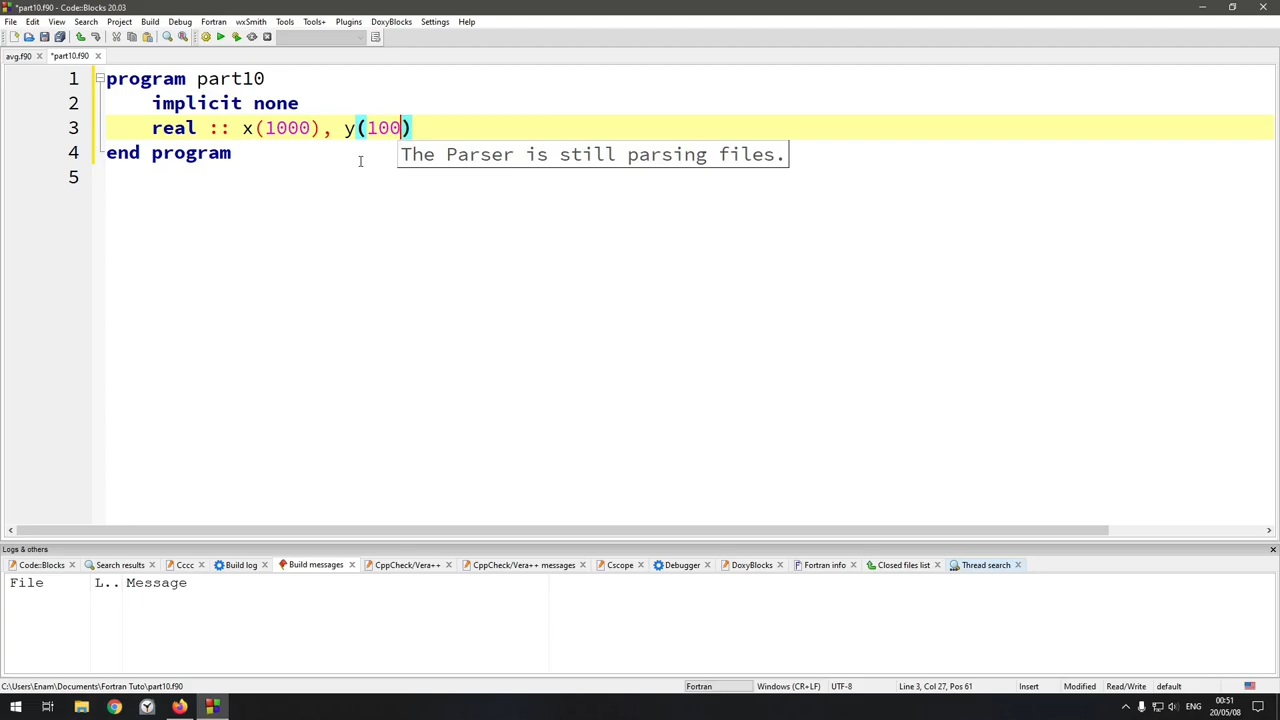 *part10.f90 - Code::Blocks 20.03
File Edit View Search Project Build Debug Fortran wxSmith Tools Tools+ Plugins DoxyBlocks Settings Help
avg.f90 *part10.f90
1 program part10
2 implicit none
3 real :: x(1000), y(100)
4 end program
The Parser is still parsing files.
5
Logs & others
Code::Blocks Search results Cccc Build log Build messages CppCheck/Vera++ CppCheck/Vera++ messages Cscope Debugger DoxyBlocks Fortran info Closed files list Thread search
File L.. Message
C:\Users\Enam\Documents\Fortran Tuto\part10.f90 Fortran Windows (CR+LF) UTF-8 Line 3, Col 27, Pos 61 Insert Modified Read/Write default
ENG 00:51
20/05/08